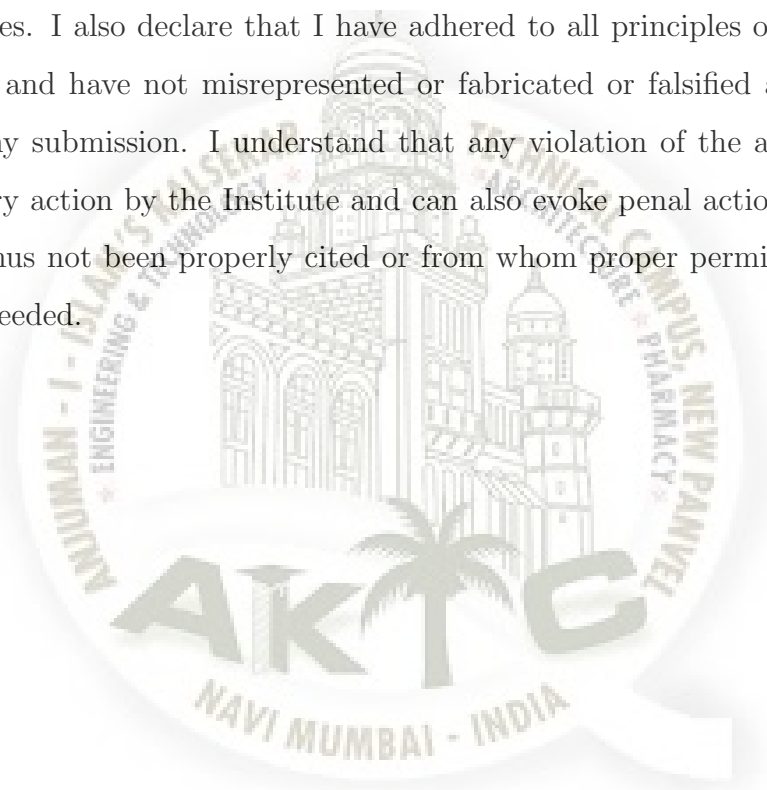 es. I also declare that I have adhered to all principles o
and have not misrepresented or fabricated or falsified a
y submission. I understand that any violation of the a
ry action by the Institute and can also evoke penal actio
us not been properly cited or from whom proper permi
eeded.
ANJUMAN - I - ISLAM'S KALSEKAR TECHNICAL CAMPUS, NEW PANVEL
ENGINEERING & TECHNOLOGY ARCHITECTURE PHARMACY
AKTC
NAVI MUMBAI - INDIA